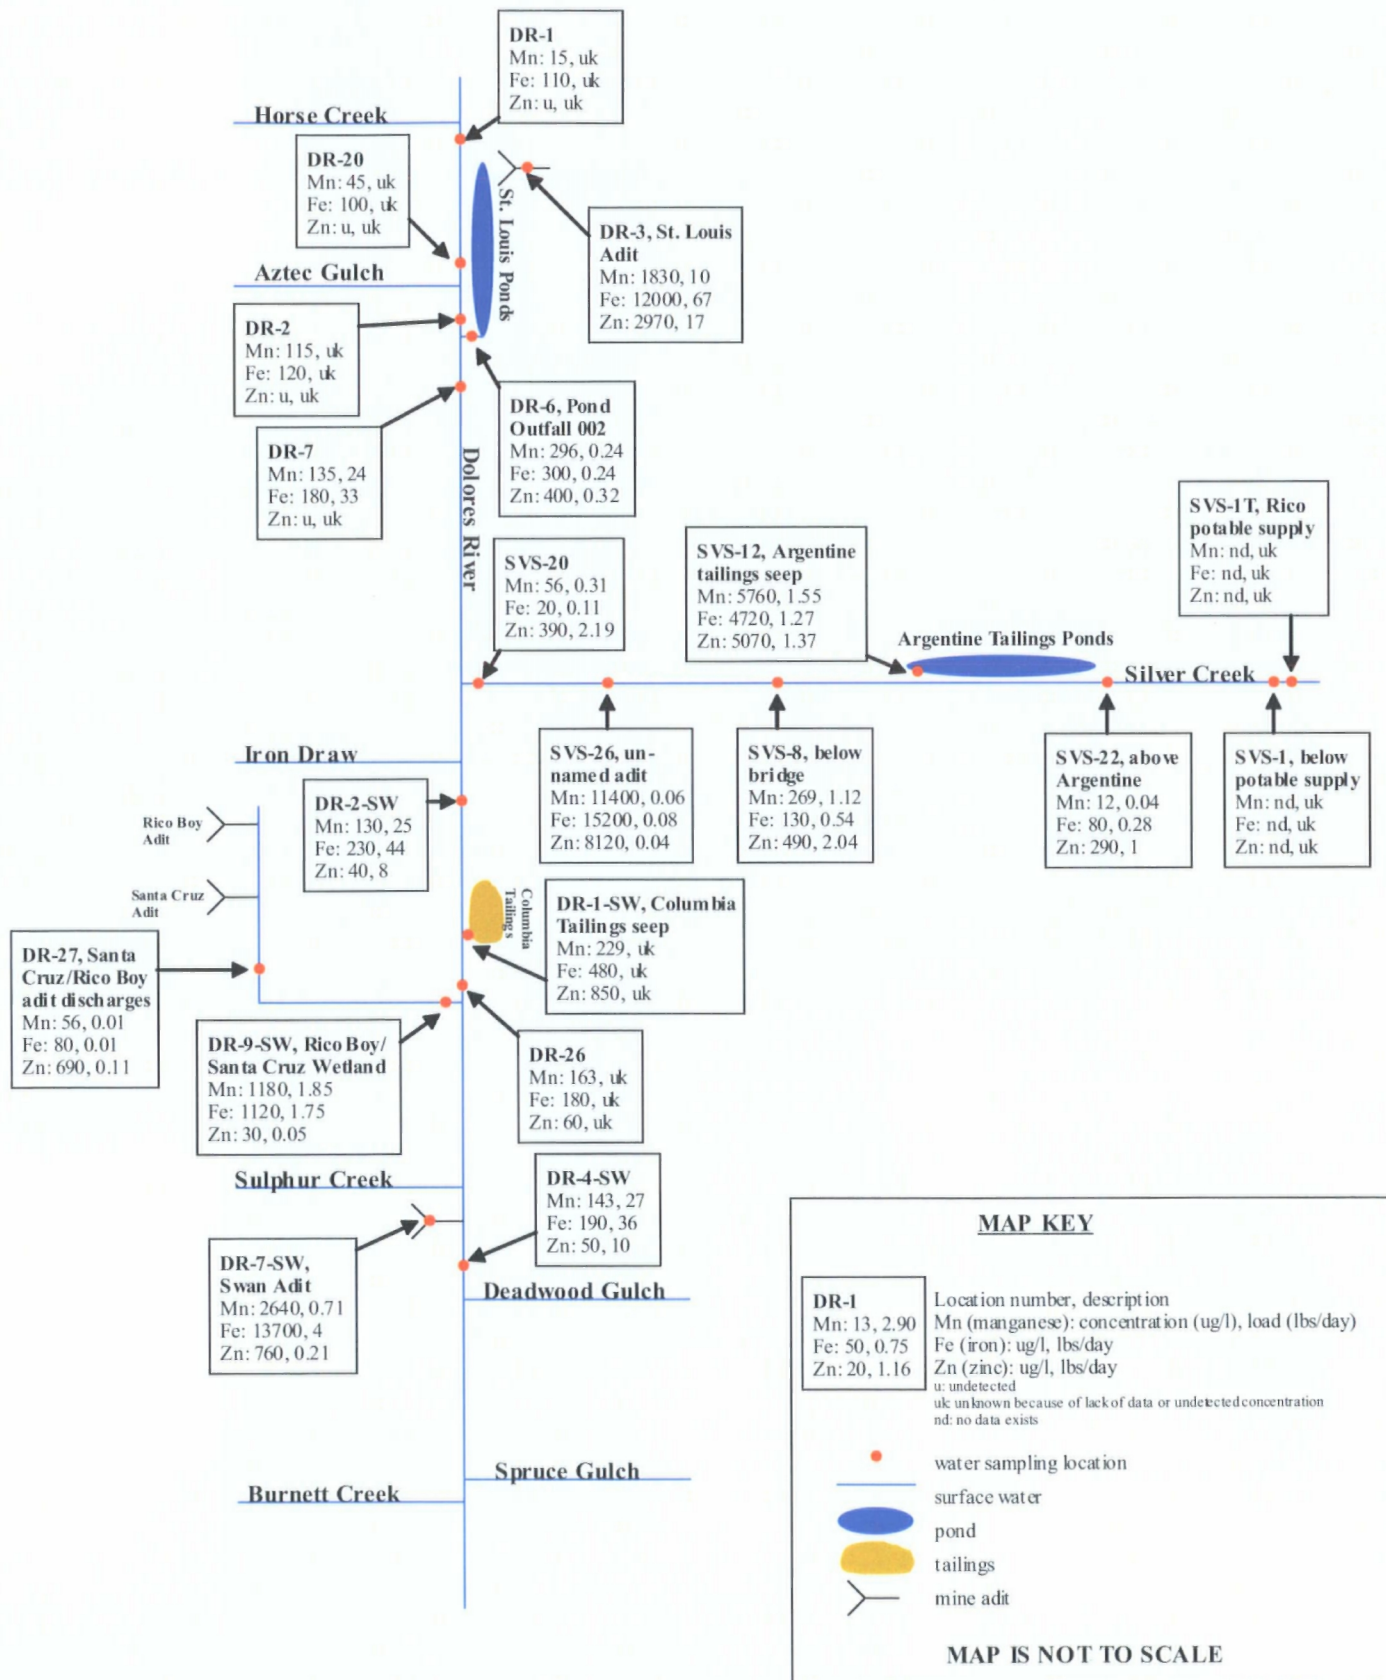 DR-1
Mn: 15, uk
Fe: 110, uk
Zn: u, uk
Horse Creek
DR-20
Mn: 45, uk
Fe: 100, uk
Zn: u, uk
St. Louis Ponds
DR-3, St. Louis
Adit
Mn: 1830, 10
Fe: 12000, 67
Zn: 2970, 17
Aztec Gulch
DR-2
Mn: 115, uk
Fe: 120, uk
Zn: u, uk
DR-6, Pond
Outfall 002
Mn: 296, 0.24
Fe: 300, 0.24
Zn: 400, 0.32
DR-7
Mn: 135, 24
Fe: 180, 33
Zn: u, uk
Dolores River
SVS-20
Mn: 56, 0.31
Fe: 20, 0.11
Zn: 390, 2.19
SVS-12, Argentine
tailings seep
Mn: 5760, 1.55
Fe: 4720, 1.27
Zn: 5070, 1.37
SVS-1T, Rico
potable supply
Mn: nd, uk
Fe: nd, uk
Zn: nd, uk
Argentine Tailings Ponds
Silver Creek
SVS-26, un-
named adit
Mn: 11400, 0.06
Fe: 15200, 0.08
Zn: 8120, 0.04
SVS-8, below
bridge
Mn: 269, 1.12
Fe: 130, 0.54
Zn: 490, 2.04
SVS-22, above
Argentine
Mn: 12, 0.04
Fe: 80, 0.28
Zn: 290, 1
SVS-1, below
potable supply
Mn: nd, uk
Fe: nd, uk
Zn: nd, uk
Iron Draw
DR-2-SW
Mn: 130, 25
Fe: 230, 44
Zn: 40, 8
Rico Boy
Adit
Santa Cruz
Adit
Columbia
Tailings
DR-1-SW, Columbia
Tailings seep
Mn: 229, uk
Fe: 480, uk
Zn: 850, uk
DR-27, Santa
Cruz/Rico Boy
adit discharges
Mn: 56, 0.01
Fe: 80, 0.01
Zn: 690, 0.11
DR-9-SW, Rico Boy/
Santa Cruz Wetland
Mn: 1180, 1.85
Fe: 1120, 1.75
Zn: 30, 0.05
DR-26
Mn: 163, uk
Fe: 180, uk
Zn: 60, uk
Sulphur Creek
DR-4-SW
Mn: 143, 27
Fe: 190, 36
Zn: 50, 10
DR-7-SW,
Swan Adit
Mn: 2640, 0.71
Fe: 13700, 4
Zn: 760, 0.21
Deadwood Gulch
Spruce Gulch
Burnett Creek
MAP KEY
DR-1
Mn: 13, 2.90
Fe: 50, 0.75
Zn: 20, 1.16
Location number, description
Mn (manganese): concentration (ug/l), load (lbs/day)
Fe (iron): ug/l, lbs/day
Zn (zinc): ug/l, lbs/day
u: undetected
uk: unknown because of lack of data or undetected concentration
nd: no data exists
water sampling location
surface water
pond
tailings
mine adit
MAP IS NOT TO SCALE